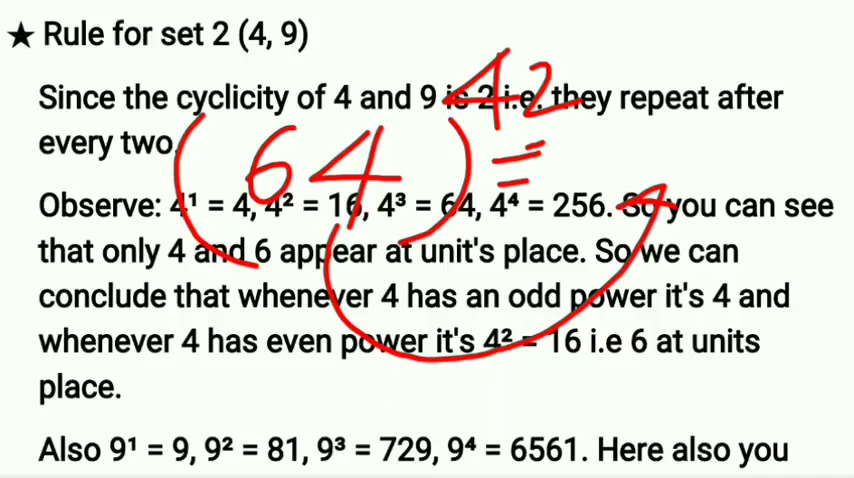 ★ Rule for set 2 (4, 9)
Since the cyclicity of 4 and 9 is 2 i.e. they repeat after
every two.
(64)⁴² =
Observe: 4¹ = 4, 4² = 16, 4³ = 64, 4⁴ = 256. So you can see
that only 4 and 6 appear at unit's place. So we can
conclude that whenever 4 has an odd power it's 4 and
whenever 4 has even power it's 4² = 16 i.e 6 at units
place.
Also 9¹ = 9, 9² = 81, 9³ = 729, 9⁴ = 6561. Here also you